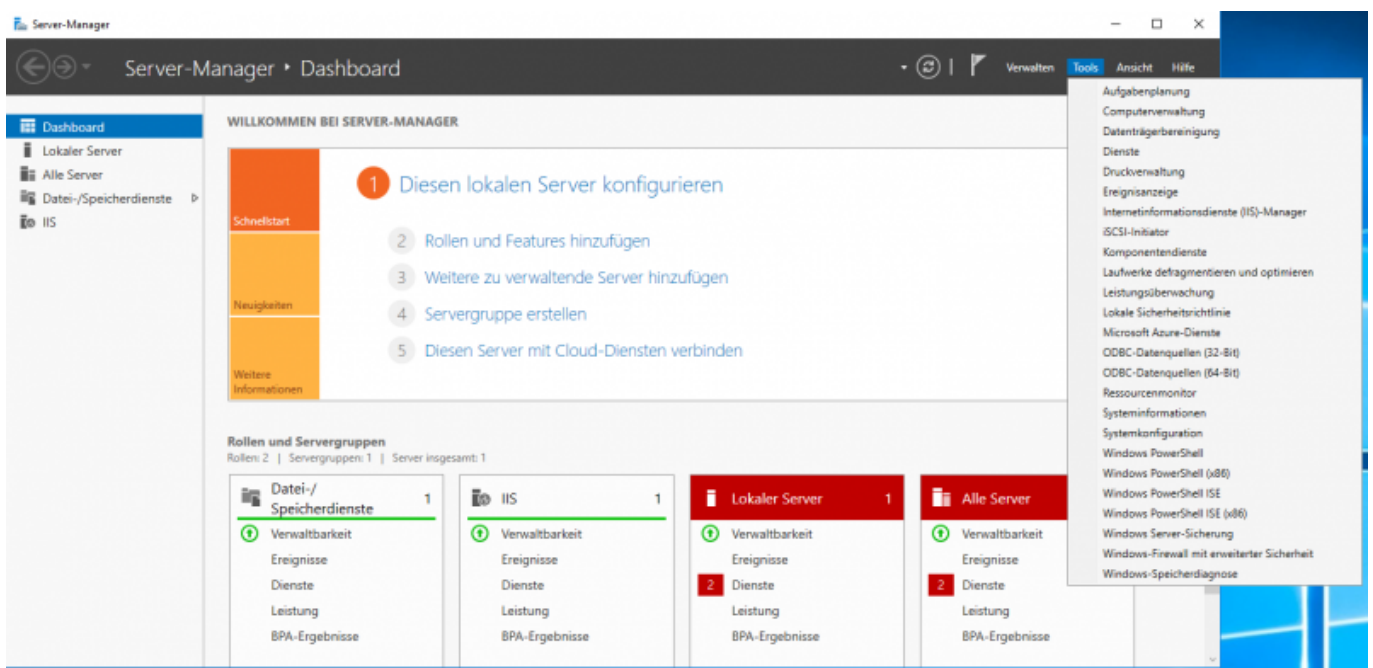 Server-Manager
Server-Manager • Dashboard
Verwalten Tools Ansicht Hilfe
Dashboard
Lokaler Server
Alle Server
Datei-/Speicherdienste
IIS
WILLKOMMEN BEI SERVER-MANAGER
Schnellstart
Neuigkeiten
Weitere
Informationen
1 Diesen lokalen Server konfigurieren
2 Rollen und Features hinzufügen
3 Weitere zu verwaltende Server hinzufügen
4 Servergruppe erstellen
5 Diesen Server mit Cloud-Diensten verbinden
Rollen und Servergruppen
Rollen: 2 | Servergruppen: 1 | Server insgesamt: 1
Datei-/
Speicherdienste 1
Verwaltbarkeit
Ereignisse
Dienste
Leistung
BPA-Ergebnisse
IIS 1
Verwaltbarkeit
Ereignisse
Dienste
Leistung
BPA-Ergebnisse
Lokaler Server 1
Verwaltbarkeit
Ereignisse
2 Dienste
Leistung
BPA-Ergebnisse
Alle Server
Verwaltbarkeit
Ereignisse
2 Dienste
Leistung
BPA-Ergebnisse
Aufgabenplanung
Computerverwaltung
Datenträgerbereinigung
Dienste
Druckverwaltung
Ereignisanzeige
Internetinformationsdienste (IIS)-Manager
iSCSI-Initiator
Komponentendienste
Laufwerke defragmentieren und optimieren
Leistungsüberwachung
Lokale Sicherheitsrichtlinie
Microsoft Azure-Dienste
ODBC-Datenquellen (32-Bit)
ODBC-Datenquellen (64-Bit)
Ressourcenmonitor
Systeminformationen
Systemkonfiguration
Windows PowerShell
Windows PowerShell (x86)
Windows PowerShell ISE
Windows PowerShell ISE (x86)
Windows Server-Sicherung
Windows-Firewall mit erweiterter Sicherheit
Windows-Speicherdiagnose